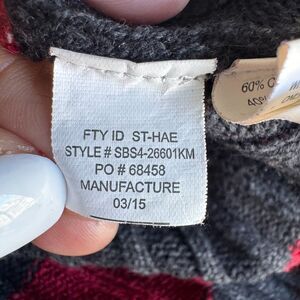 FTY ID ST-HAE
STYLE # SBS4-26601KM
PO # 68458
MANUFACTURE
03/15
60%